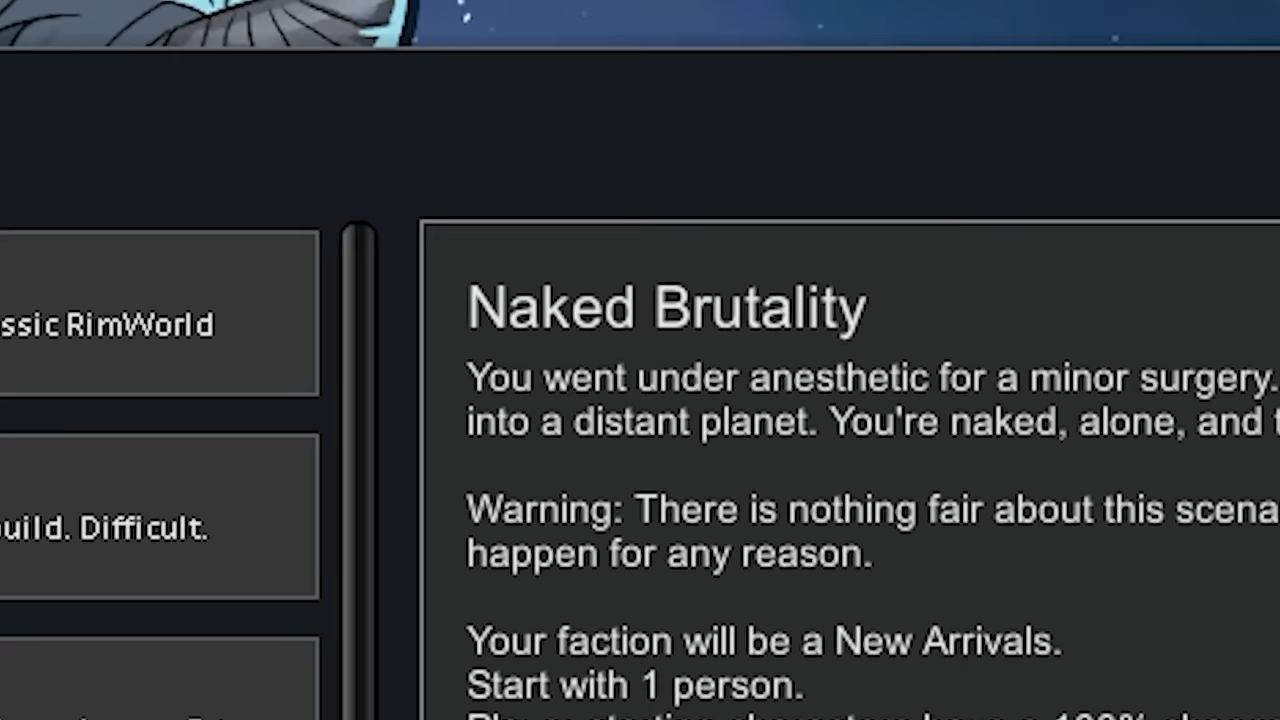 ssic RimWorld
uild. Difficult.
Naked Brutality
You went under anesthetic for a minor surgery.
into a distant planet. You're naked, alone, and
Warning: There is nothing fair about this scena
happen for any reason.
Your faction will be a New Arrivals.
Start with 1 person.